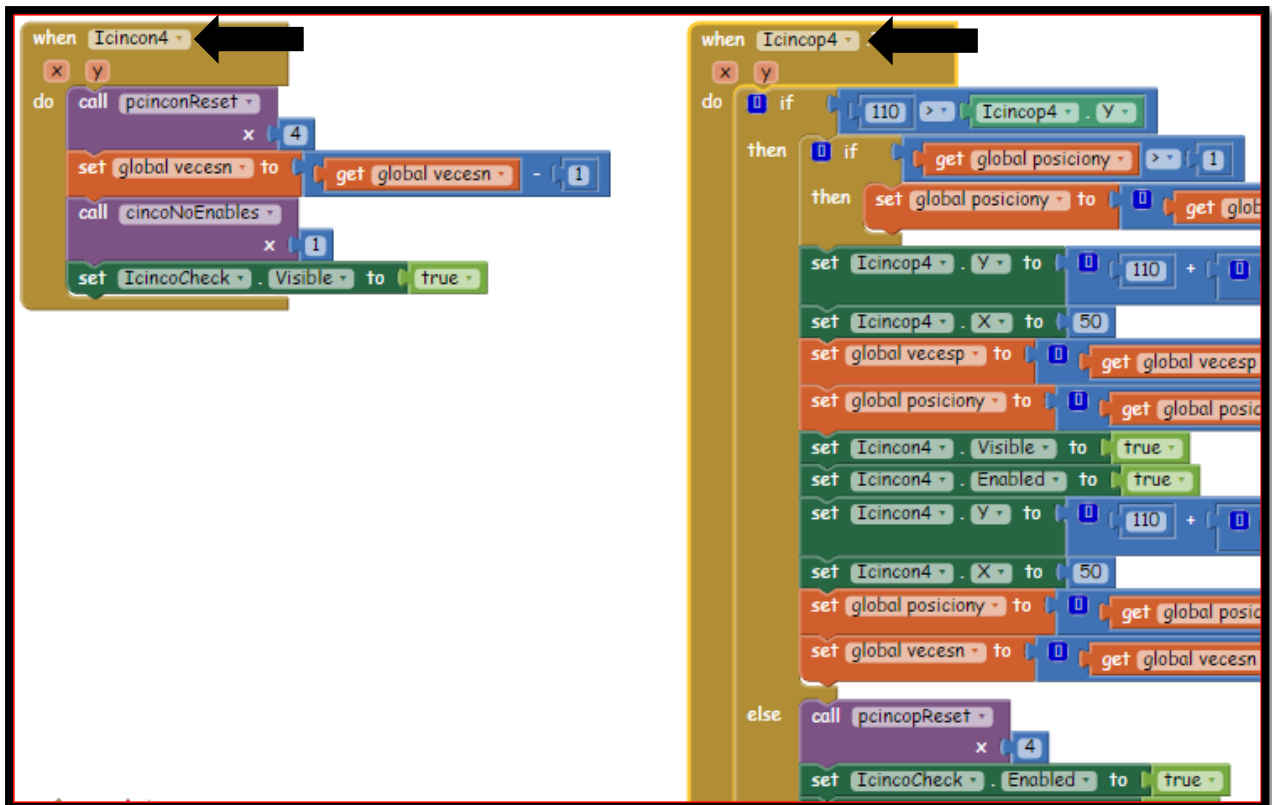 when Icincon4
x y
do call pcinconReset
x 4
set global vecesn to get global vecesn - 1
call cincoNoEnables
x 1
set IcincoCheck . Visible to true
when Icincop4 .
x y
do if 110 > Icincop4 . Y
then if get global posiciony > 1
then set global posiciony to get
set Icincop4 . Y to 110 +
set Icincop4 . X to 50
set global vecesp to get global vecesp
set global posiciony to get global
set Icincon4 . Visible to true
set Icincon4 . Enabled to true
set Icincon4 . Y to 110 +
set Icincon4 . X to 50
set global posiciony to get global
set global vecesn to get global vecesn
else call pcincopReset
x 4
set IcincoCheck . Enabled to true